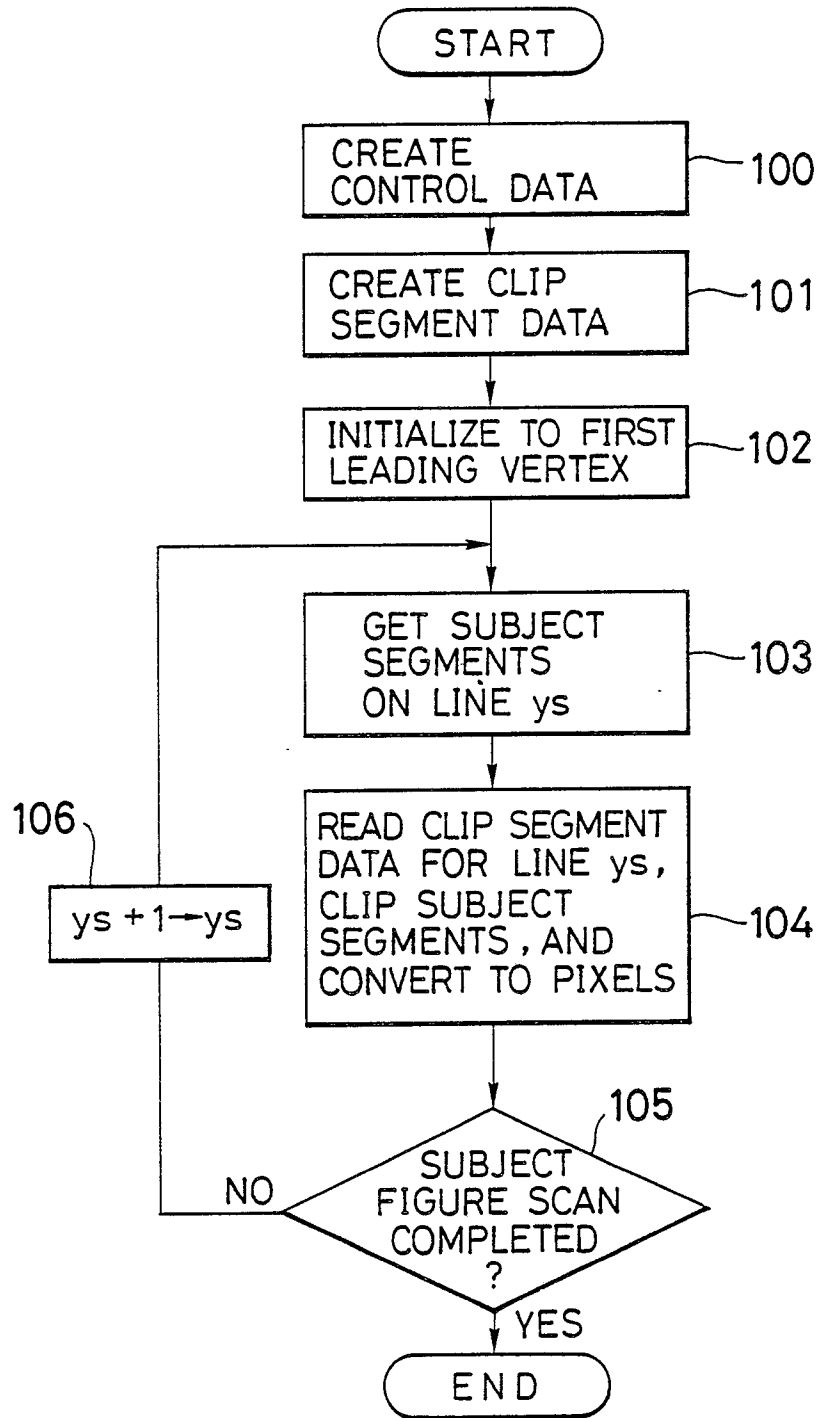 START
CREATE
CONTROL DATA
100
CREATE CLIP
SEGMENT DATA
101
INITIALIZE TO FIRST
LEADING VERTEX
102
GET SUBJECT
SEGMENTS
ON LINE ys
103
READ CLIP SEGMENT
DATA FOR LINE ys,
CLIP SUBJECT
SEGMENTS, AND
CONVERT TO PIXELS
104
106
ys + 1 → ys
105
SUBJECT
FIGURE SCAN
COMPLETED
?
NO
YES
END